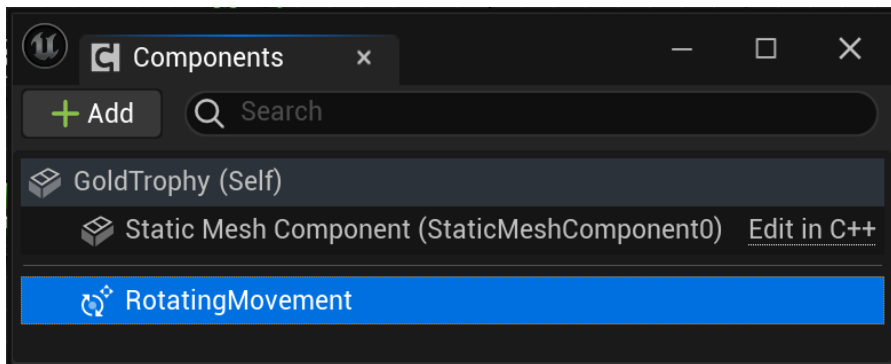 Components
Add
Search
GoldTrophy (Self)
Static Mesh Component (StaticMeshComponent0) Edit in C++
RotatingMovement